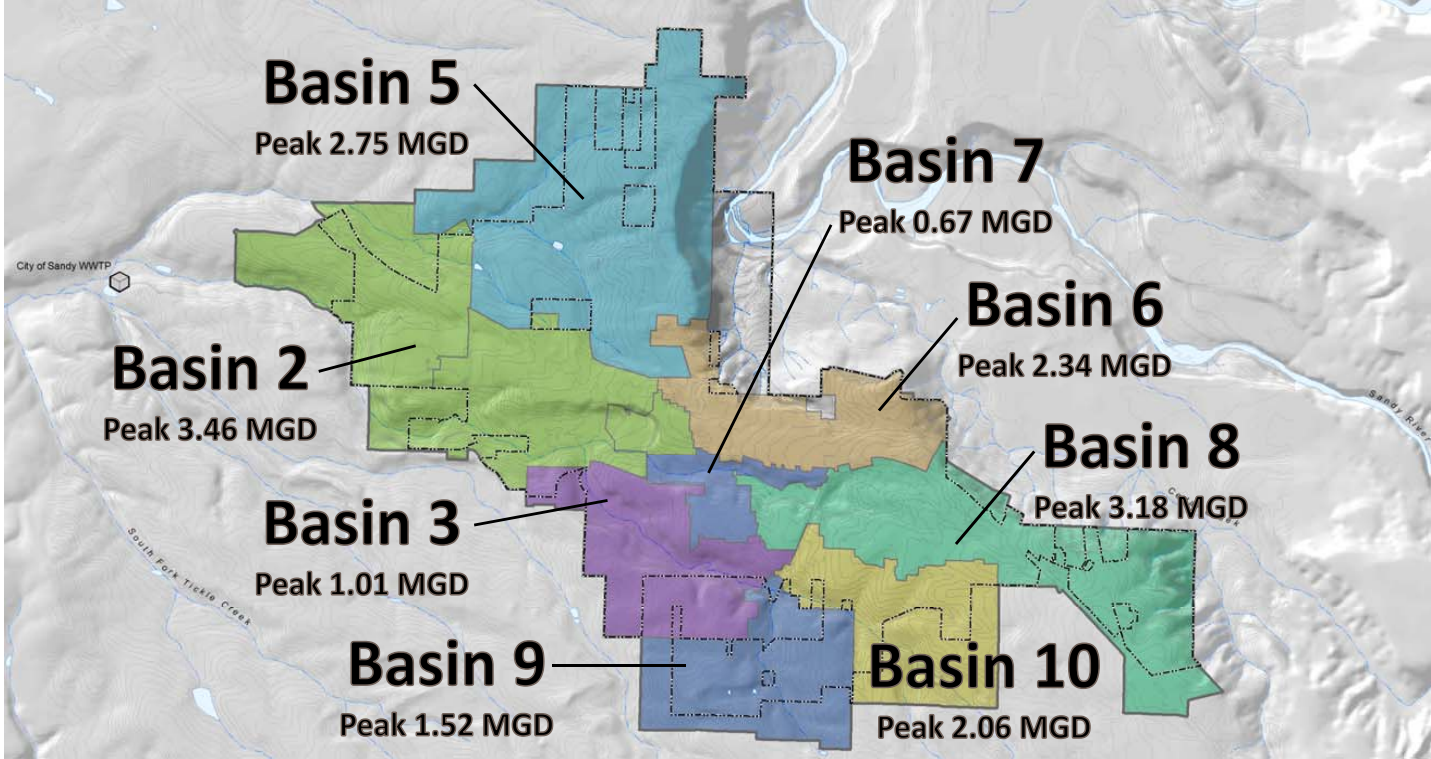 Basin 5
Peak 2.75 MGD
Basin 7
Peak 0.67 MGD
City of Sandy WWTP
Basin 6
Peak 2.34 MGD
Basin 2
Peak 3.46 MGD
Sandy River
Basin 8
Peak 3.18 MGD
Basin 3
Peak 1.01 MGD
South Fork Tickle Creek
Basin 9
Peak 1.52 MGD
Basin 10
Peak 2.06 MGD